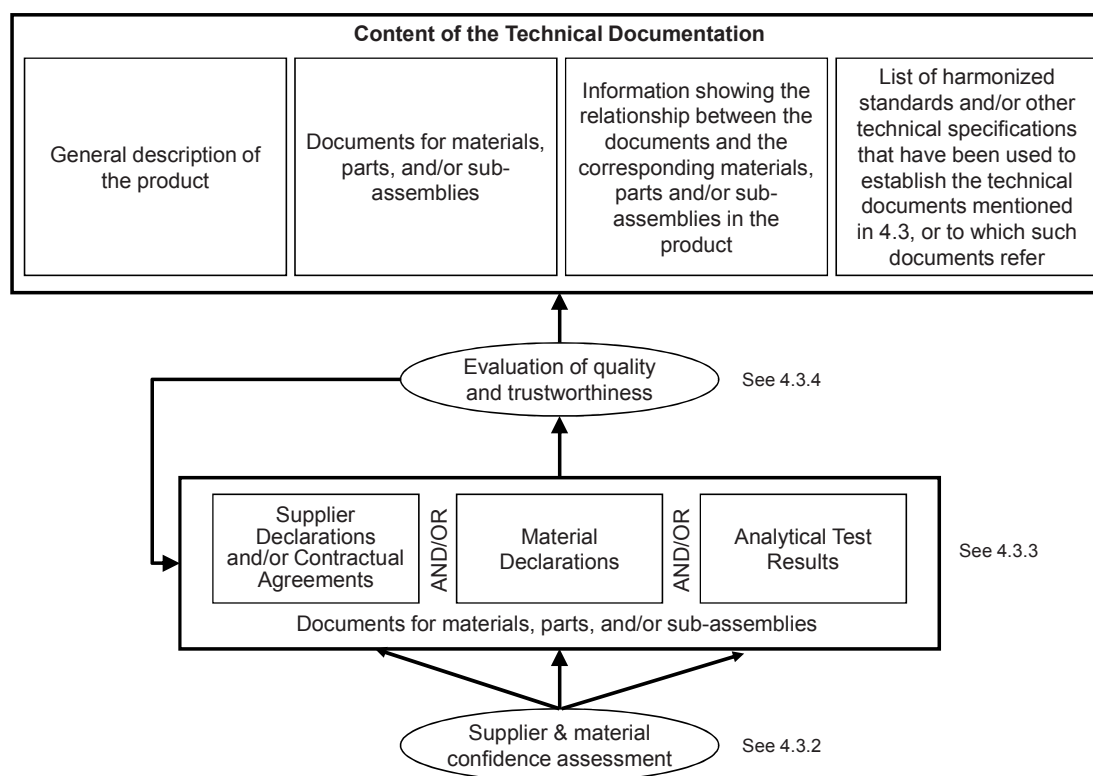 Content of the Technical Documentation
General description of
the product
Documents for materials,
parts, and/or sub-
assemblies
Information showing the
relationship between the
documents and the
corresponding materials,
parts and/or sub-
assemblies in the
product
List of harmonized
standards and/or other
technical specifications
that have been used to
establish the technical
documents mentioned
in 4.3, or to which such
documents refer
Evaluation of quality
and trustworthiness
See 4.3.4
Supplier
Declarations
and/or Contractual
Agreements
AND/OR
Material
Declarations
AND/OR
Analytical Test
Results
See 4.3.3
Documents for materials, parts, and/or sub-assemblies
Supplier & material
confidence assessment
See 4.3.2